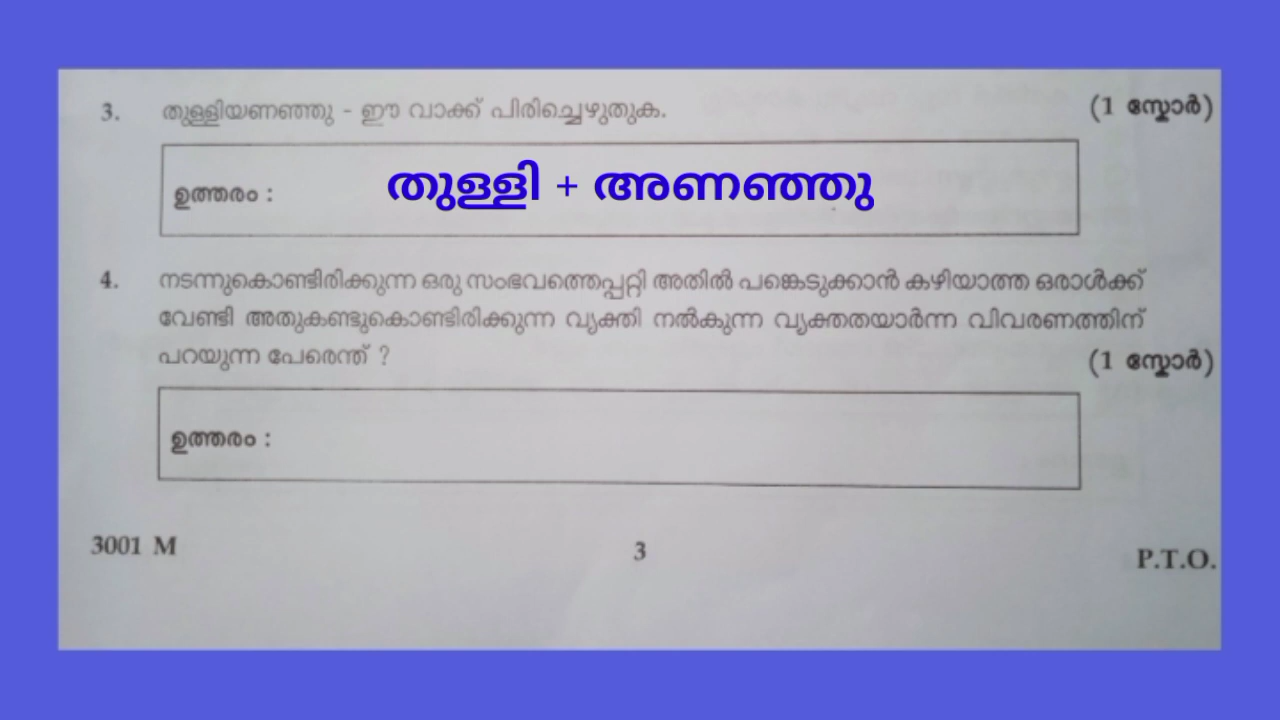 3. തുള്ളിയണഞ്ഞു - ഈ വാക്ക് പിരിച്ചെഴുതുക. (1 സ്കോർ)
ഉത്തരം : തുള്ളി + അണഞ്ഞു
4. നടന്നുകൊണ്ടിരിക്കുന്ന ഒരു സംഭവത്തെപ്പറ്റി അതിൽ പങ്കെടുക്കാൻ കഴിയാത്ത ഒരാൾക്ക്
വേണ്ടി അതുകണ്ടുകൊണ്ടിരിക്കുന്ന വ്യക്തി നൽകുന്ന വ്യക്തതയാർന്ന വിവരണത്തിന്
പറയുന്ന പേരെന്ത് ? (1 സ്കോർ)
ഉത്തരം :
3001 M 3 P.T.O.